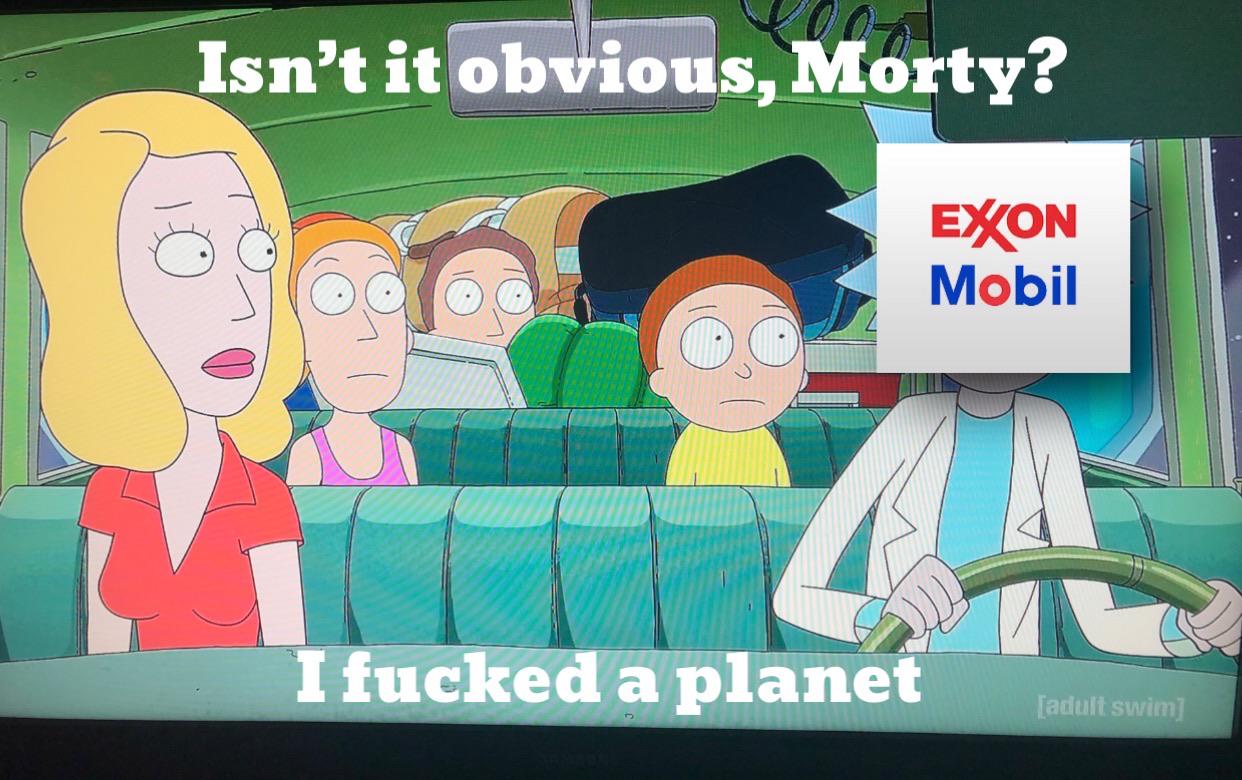 Isn't it obvious, Morty?
EXXON
Mobil
I fucked a planet
[adult swim]